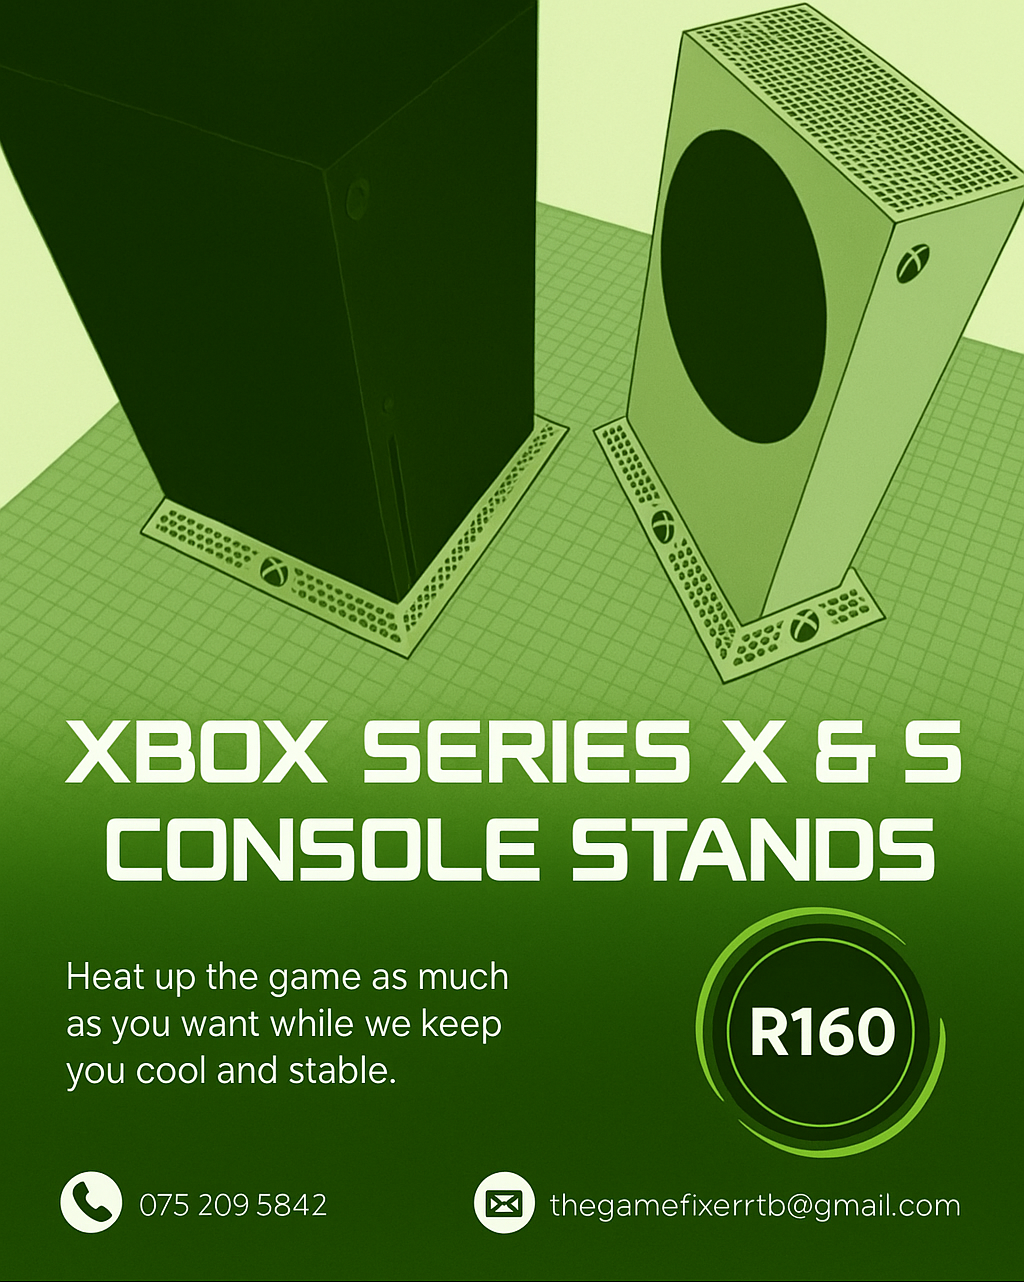 XBOX SERIES X & S
CONSOLE STANDS
Heat up the game as much
as you want while we keep
you cool and stable.
R160
075 209 5842
thegamefixerrtb@gmail.com